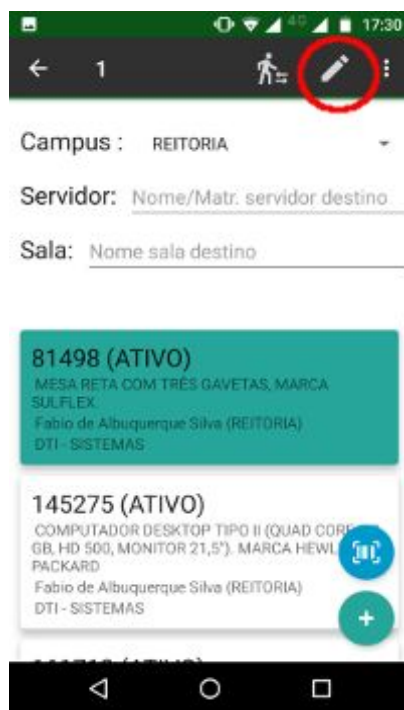 4G 17:30
1
Campus : REITORIA
Servidor: Nome/Matr. servidor destino
Sala: Nome sala destino
81498 (ATIVO)
MESA RETA COM TRÊS GAVETAS, MARCA
SULFLEX.
Fabio de Albuquerque Silva (REITORIA)
DTI - SISTEMAS
145275 (ATIVO)
COMPUTADOR DESKTOP TIPO II (QUAD CORE
GB, HD 500, MONITOR 21,5"). MARCA HEWL
PACKARD
Fabio de Albuquerque Silva (REITORIA)
DTI - SISTEMAS